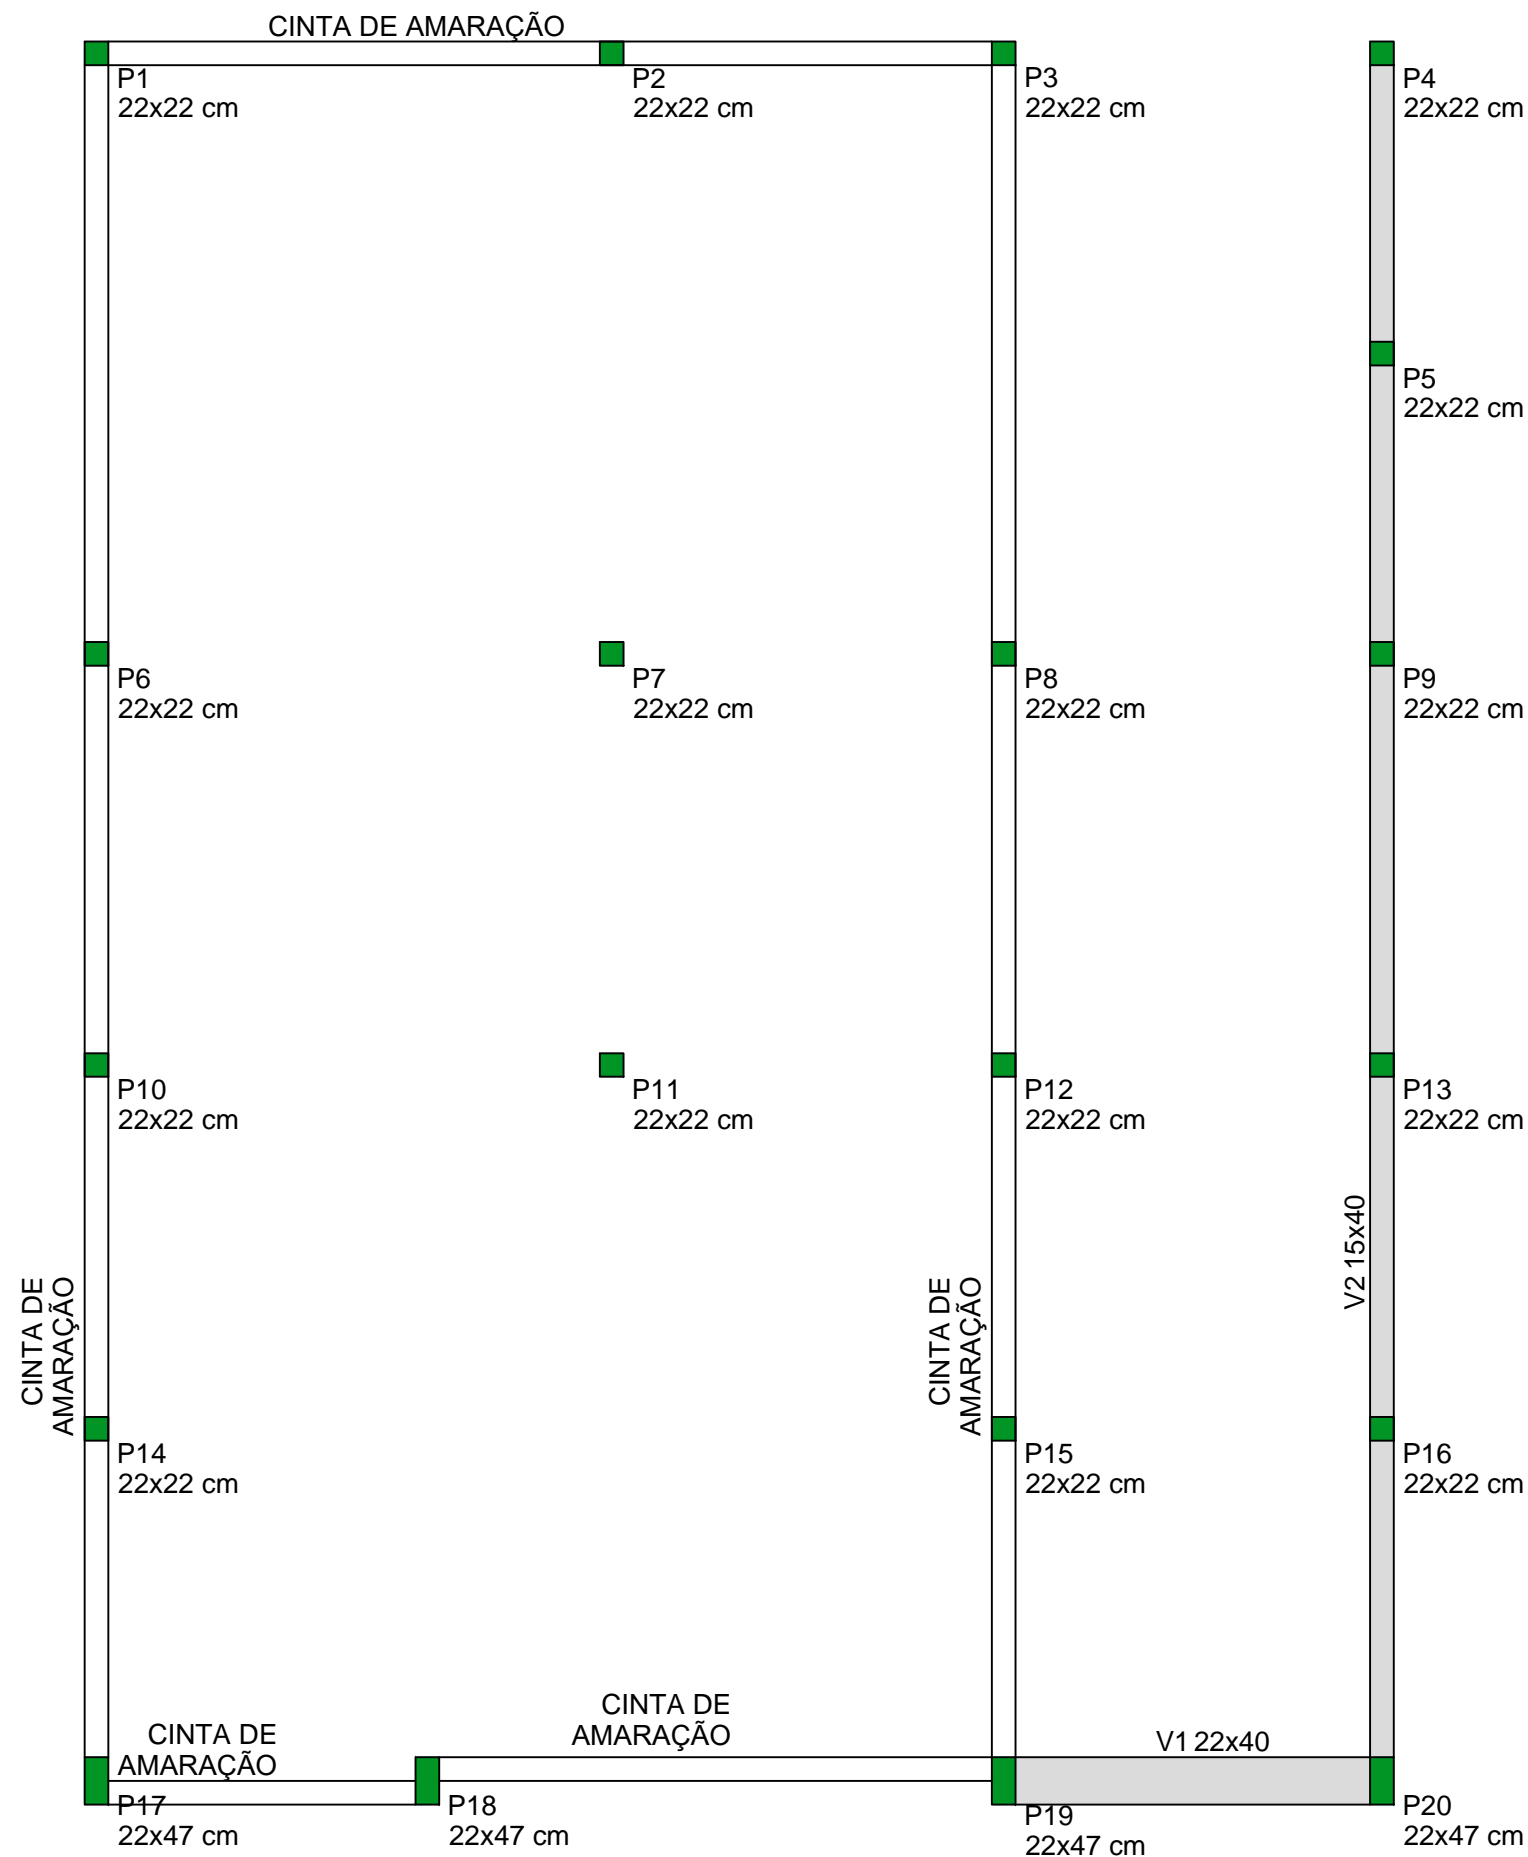 CINTA DE AMARAÇÃO
P1
22x22 cm
P2
22x22 cm
P3
22x22 cm
P4
22x22 cm
P5
22x22 cm
P6
22x22 cm
P7
22x22 cm
P8
22x22 cm
P9
22x22 cm
P10
22x22 cm
P11
22x22 cm
P12
22x22 cm
P13
22x22 cm
V2 15x40
CINTA DE
AMARAÇÃO
CINTA DE
AMARAÇÃO
P14
22x22 cm
P15
22x22 cm
P16
22x22 cm
CINTA DE
AMARAÇÃO
CINTA DE
AMARAÇÃO
V1 22x40
P17
22x47 cm
P18
22x47 cm
P19
22x47 cm
P20
22x47 cm